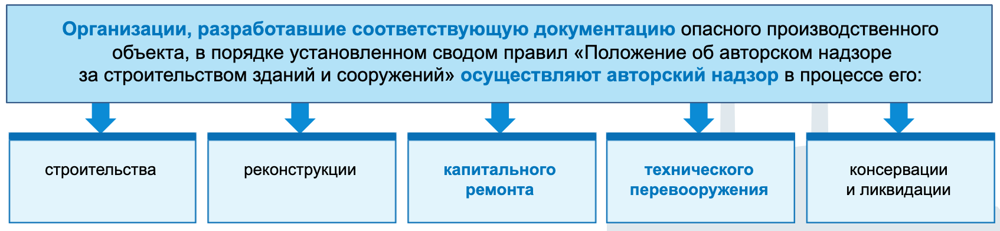 Организации, разработавшие соответствующую документацию опасного производственного
объекта, в порядке установленном сводом правил «Положение об авторском надзоре
за строительством зданий и сооружений» осуществляют авторский надзор в процессе его:
строительства
реконструкции
капитального
ремонта
технического
перевооружения
консервации
и ликвидации